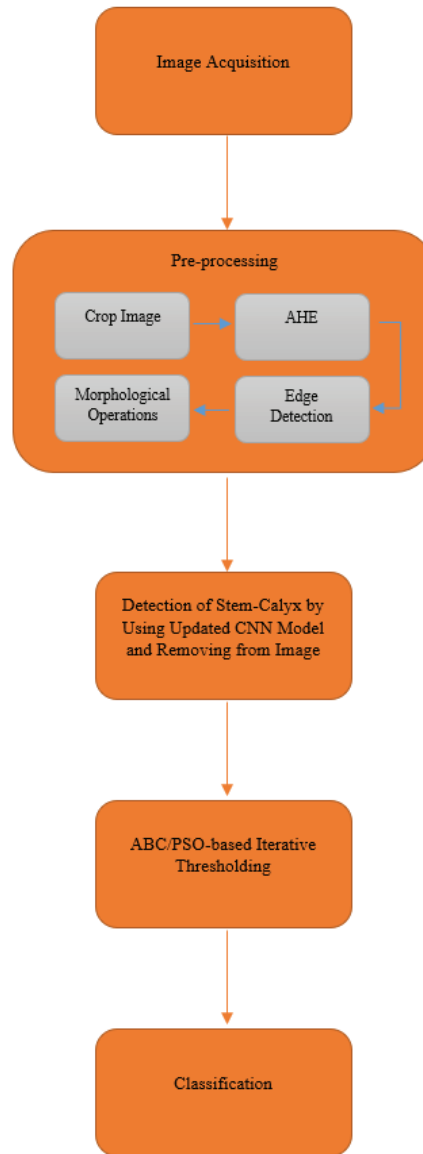 Image Acquisition
Pre-processing
Crop Image
AHE
Edge
Detection
Morphological
Operations
Detection of Stem-Calyx by
Using Updated CNN Model
and Removing from Image
ABC/PSO-based Iterative
Thresholding
Classification